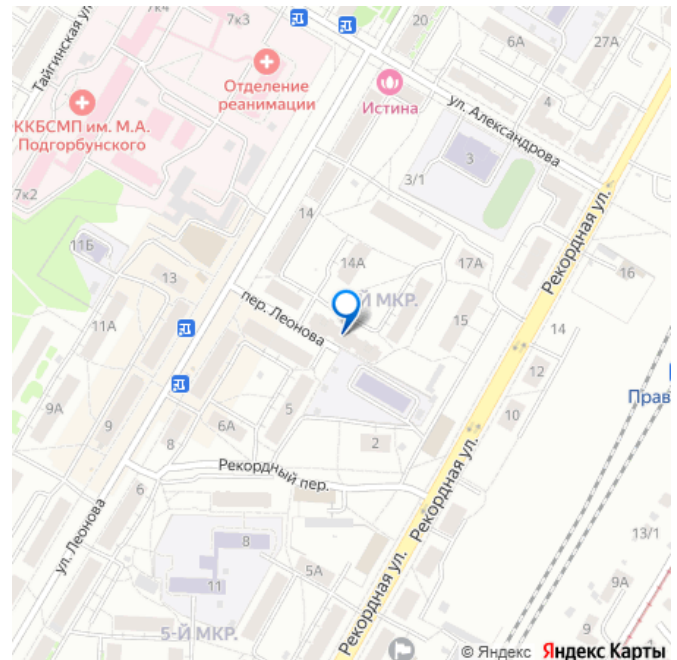 7к4
7к3
20
6А
27А
Тайгинская ул.
Отделение
реанимации
Истина
ул. Александрова
4
ККБСМП им. М.А.
Подгорбунского
3
3/1
7к2
Рекордная ул.
14
11Б
13
14А
17А
16
5-Й МКР.
пер. Леонова
15
14
11А
12
Прав
9А
9
8
6А
5
2
10
Рекордная ул.
Рекордный пер.
6
ул. Леонова
8
Рекордная ул.
13/1
11
5А
9А
5-Й МКР.
9
© Яндекс Яндекс Карты